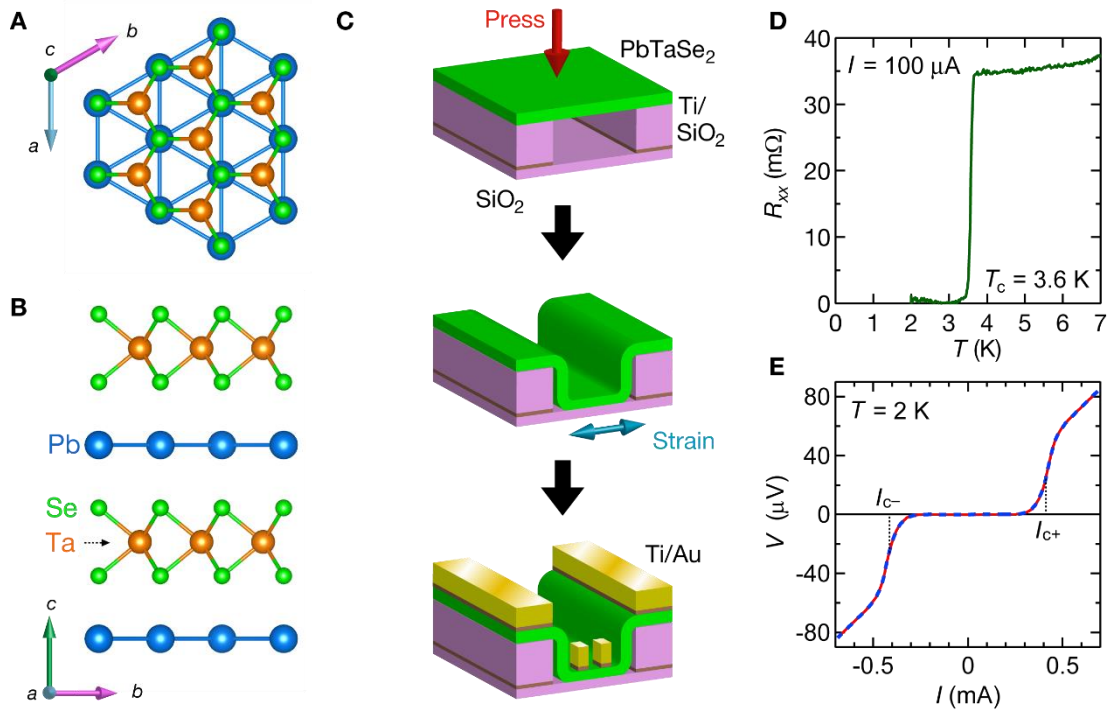 A
c
b
a
B
Pb
Se
Ta
c
a
b
C
Press
PbTaSe₂
Ti/
SiO₂
SiO₂
Strain
Ti/Au
D
40
30
20
10
0
Rxx (mΩ)
I = 100 μA
Tc = 3.6 K
0 1 2 3 4 5 6 7
T (K)
E
80
40
0
-40
-80
V (μV)
T = 2 K
Ic−
Ic+
-0.5 0 0.5
I (mA)